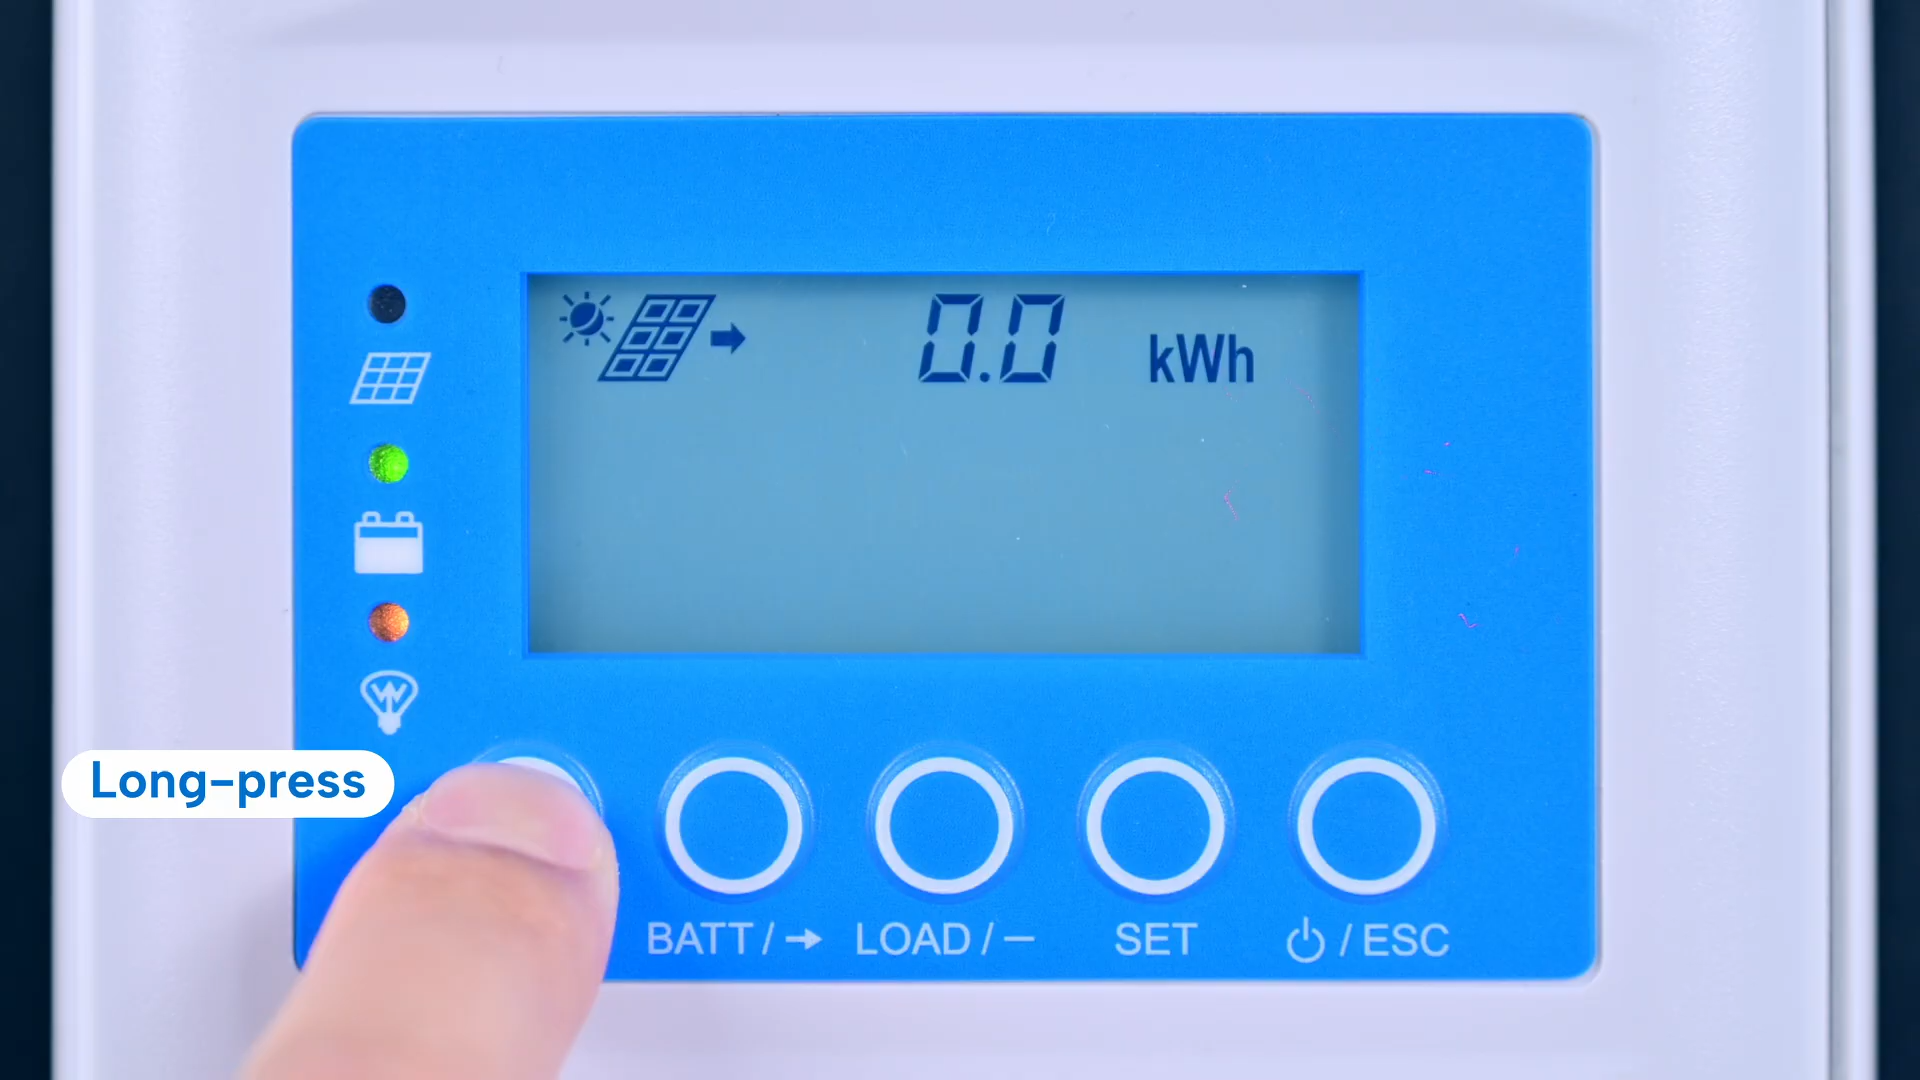 0.0 kWh
Long-press
BATT / → LOAD / − SET ⏻ / ESC